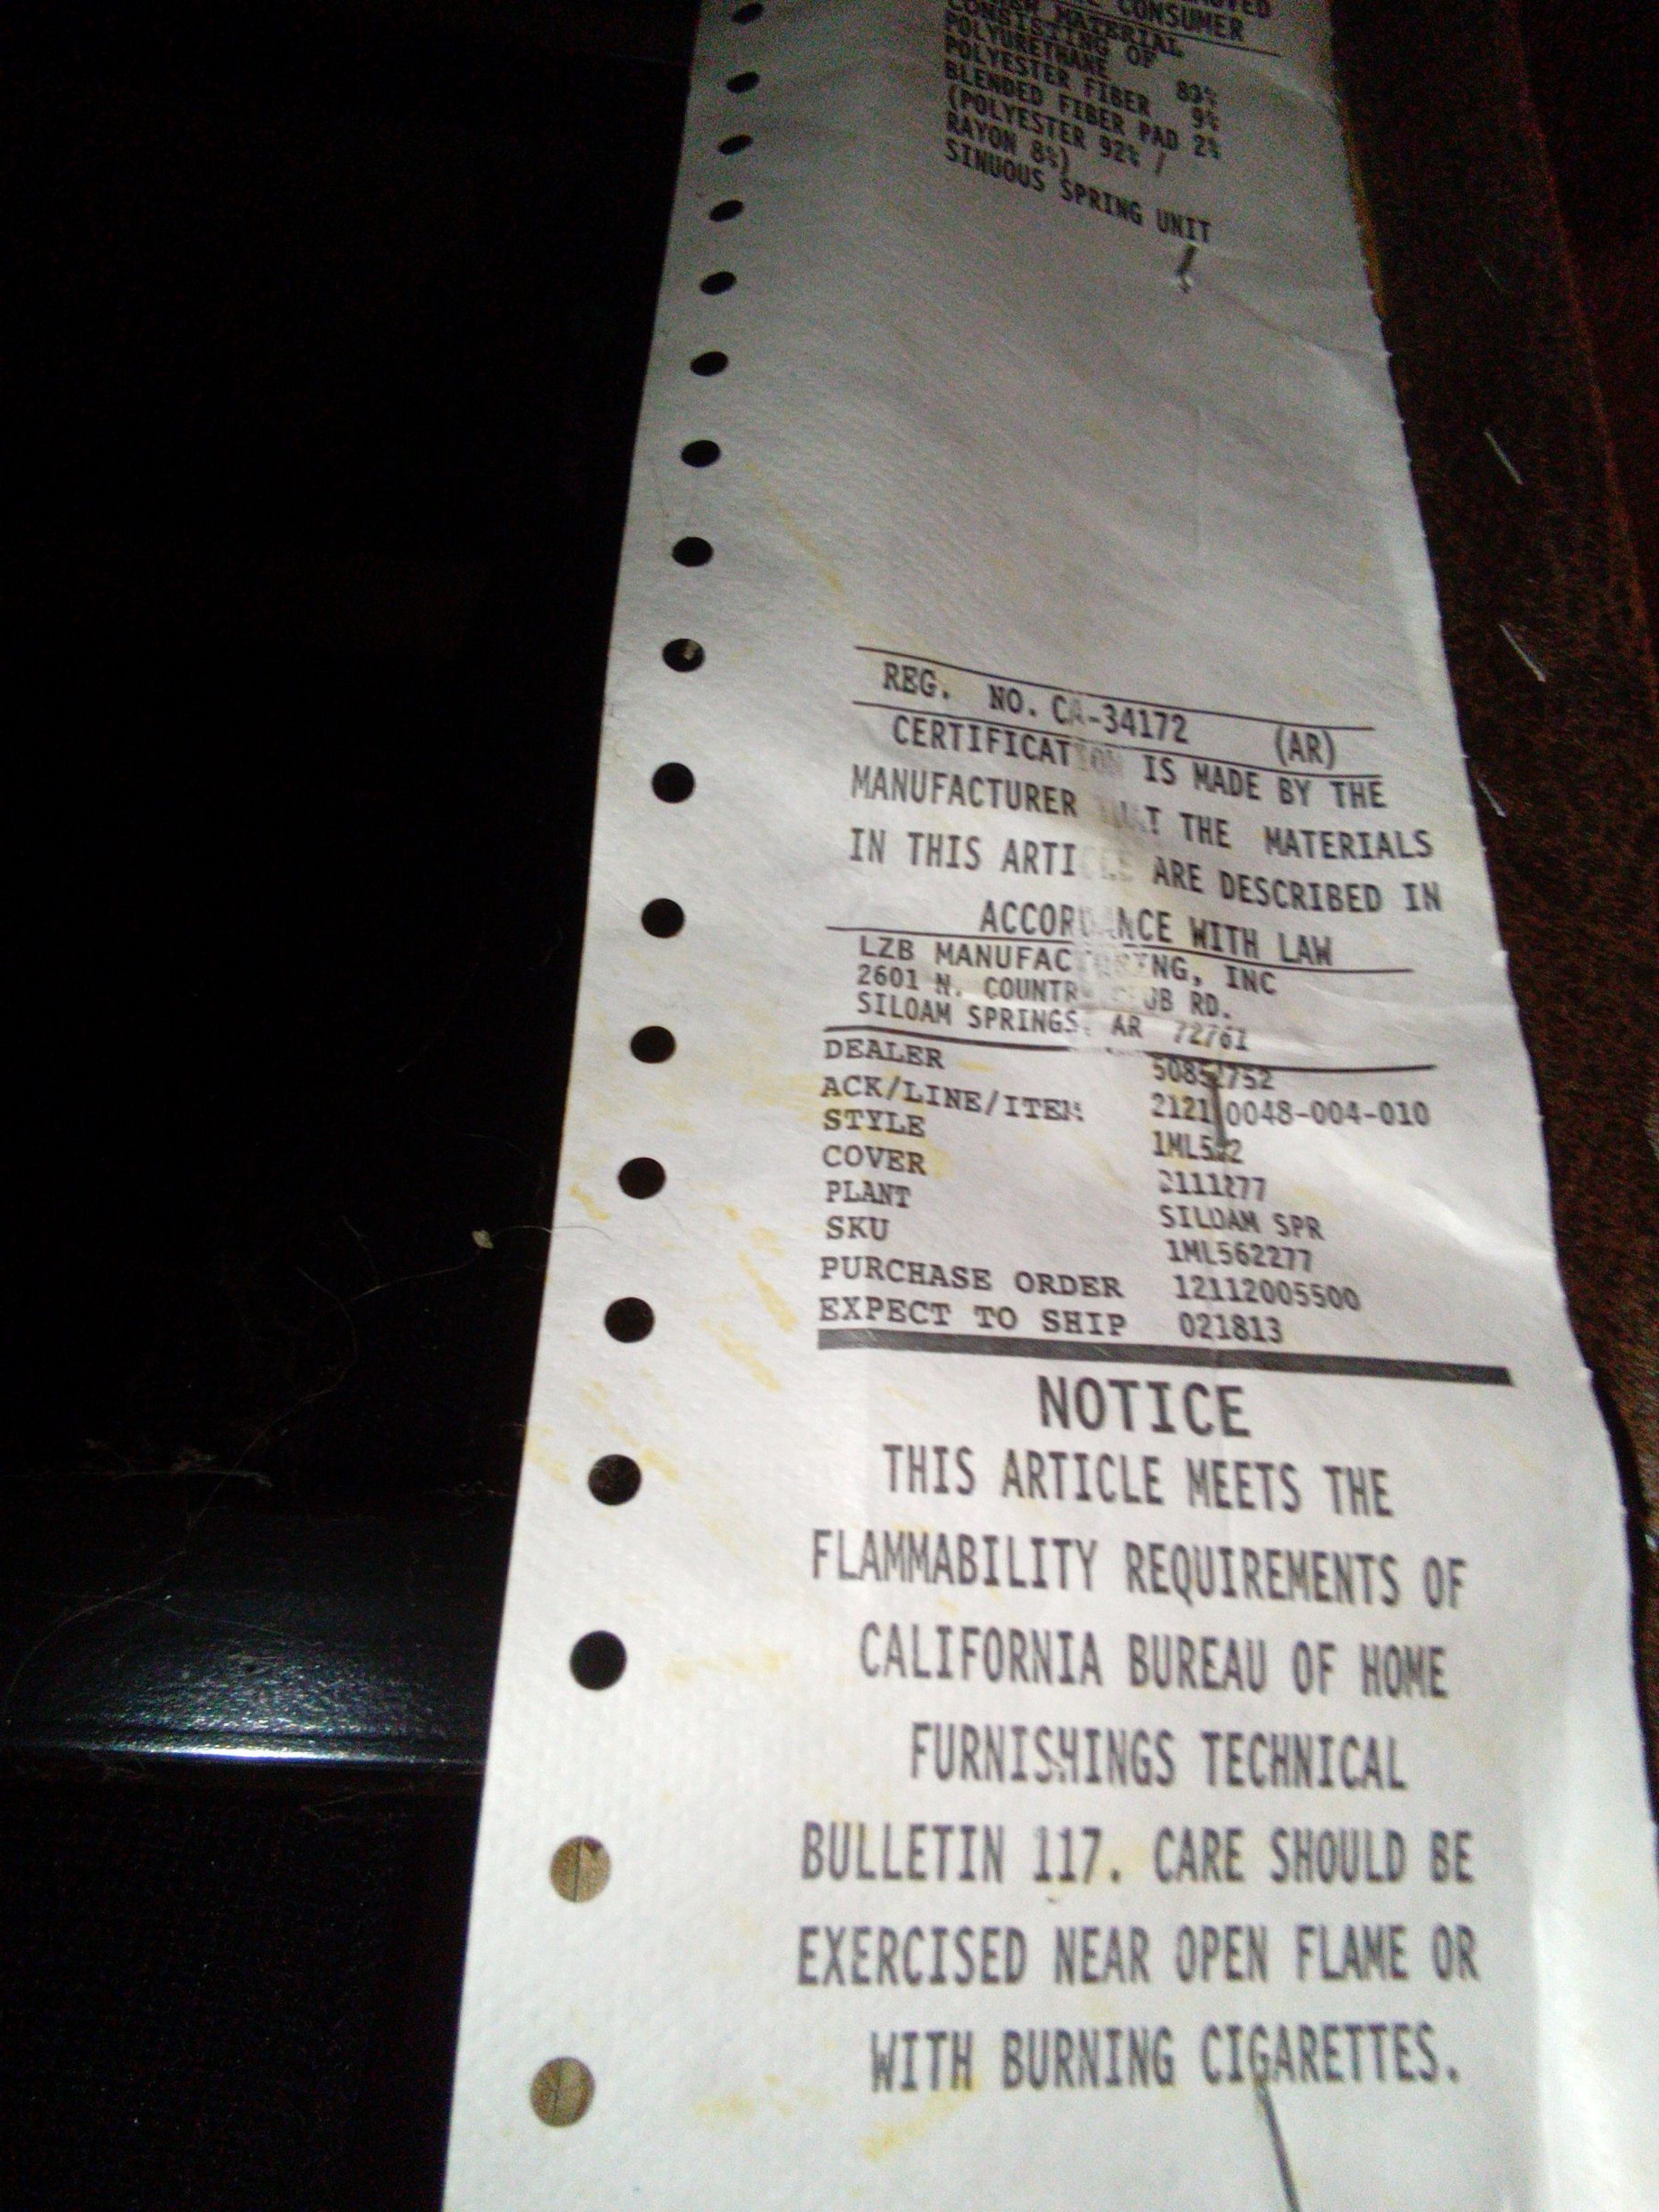 CONSUMER
MATERIAL
CONSISTING OF
POLYURETHANE 89%
POLYESTER FIBER 9%
BLENDED FIBER PAD 2%
(POLYESTER 92%
RAYON 8%)
SINUOUS SPRING UNIT
REG. NO. CA-34172 (AR)
CERTIFICATION IS MADE BY THE
MANUFACTURER THAT THE MATERIALS
IN THIS ARTICLE ARE DESCRIBED IN
ACCORDANCE WITH LAW
LZB MANUFACTURING, INC
2601 N. COUNTRY CLUB RD.
SILOAM SPRINGS, AR 72761
DEALER
ACK/LINE/ITEM 0048-004-010
STYLE
COVER
PLANT SILOAM SPR
SKU 1ML562277
PURCHASE ORDER 12112005500
EXPECT TO SHIP 021813
NOTICE
THIS ARTICLE MEETS THE
FLAMMABILITY REQUIREMENTS OF
CALIFORNIA BUREAU OF HOME
FURNISHINGS TECHNICAL
BULLETIN 117. CARE SHOULD BE
EXERCISED NEAR OPEN FLAME OR
WITH BURNING CIGARETTES.